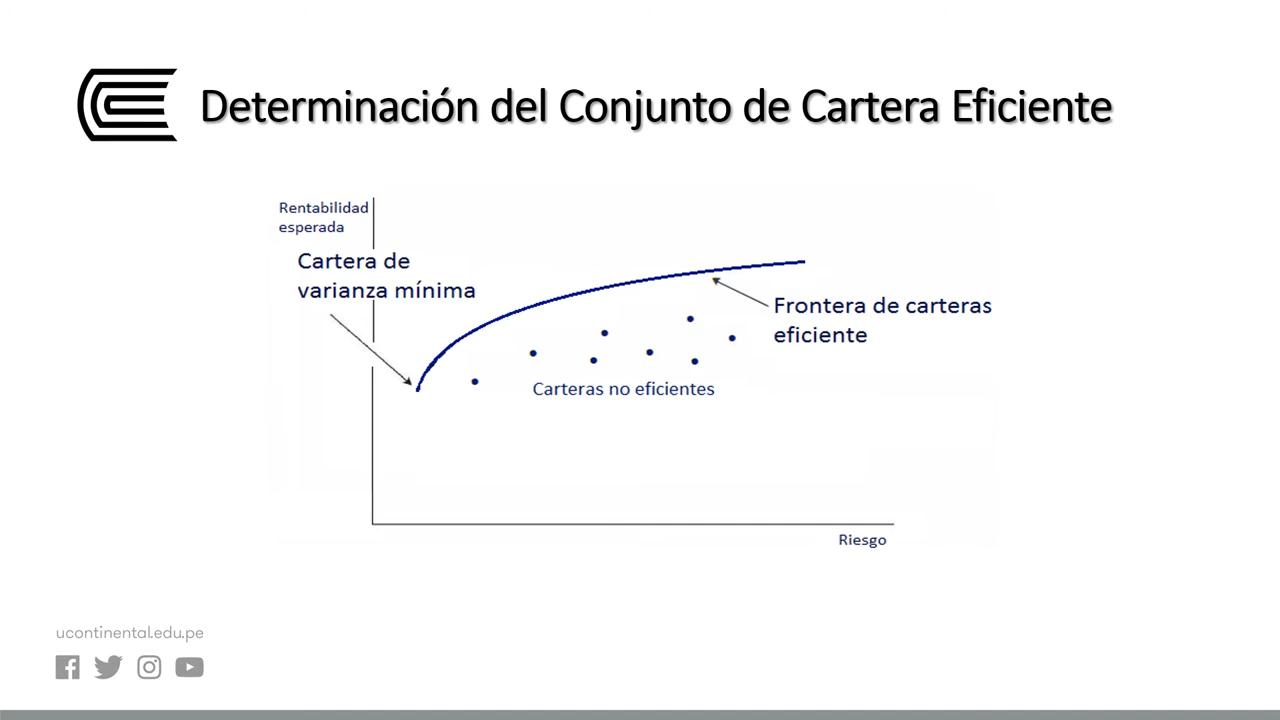 Determinación del Conjunto de Cartera Eficiente
Rentabilidad
esperada
Cartera de
varianza mínima
Frontera de carteras
eficiente
Carteras no eficientes
Riesgo
ucontinental.edu.pe